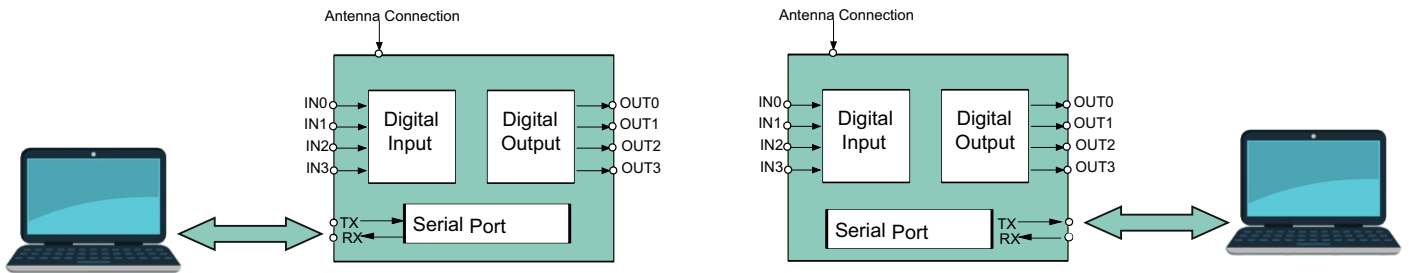 Antenna Connection
IN0
IN1
IN2
IN3
Digital
Input
Digital
Output
OUT0
OUT1
OUT2
OUT3
TX
RX
Serial Port
Antenna Connection
IN0
IN1
IN2
IN3
Digital
Input
Digital
Output
OUT0
OUT1
OUT2
OUT3
Serial Port
TX
RX